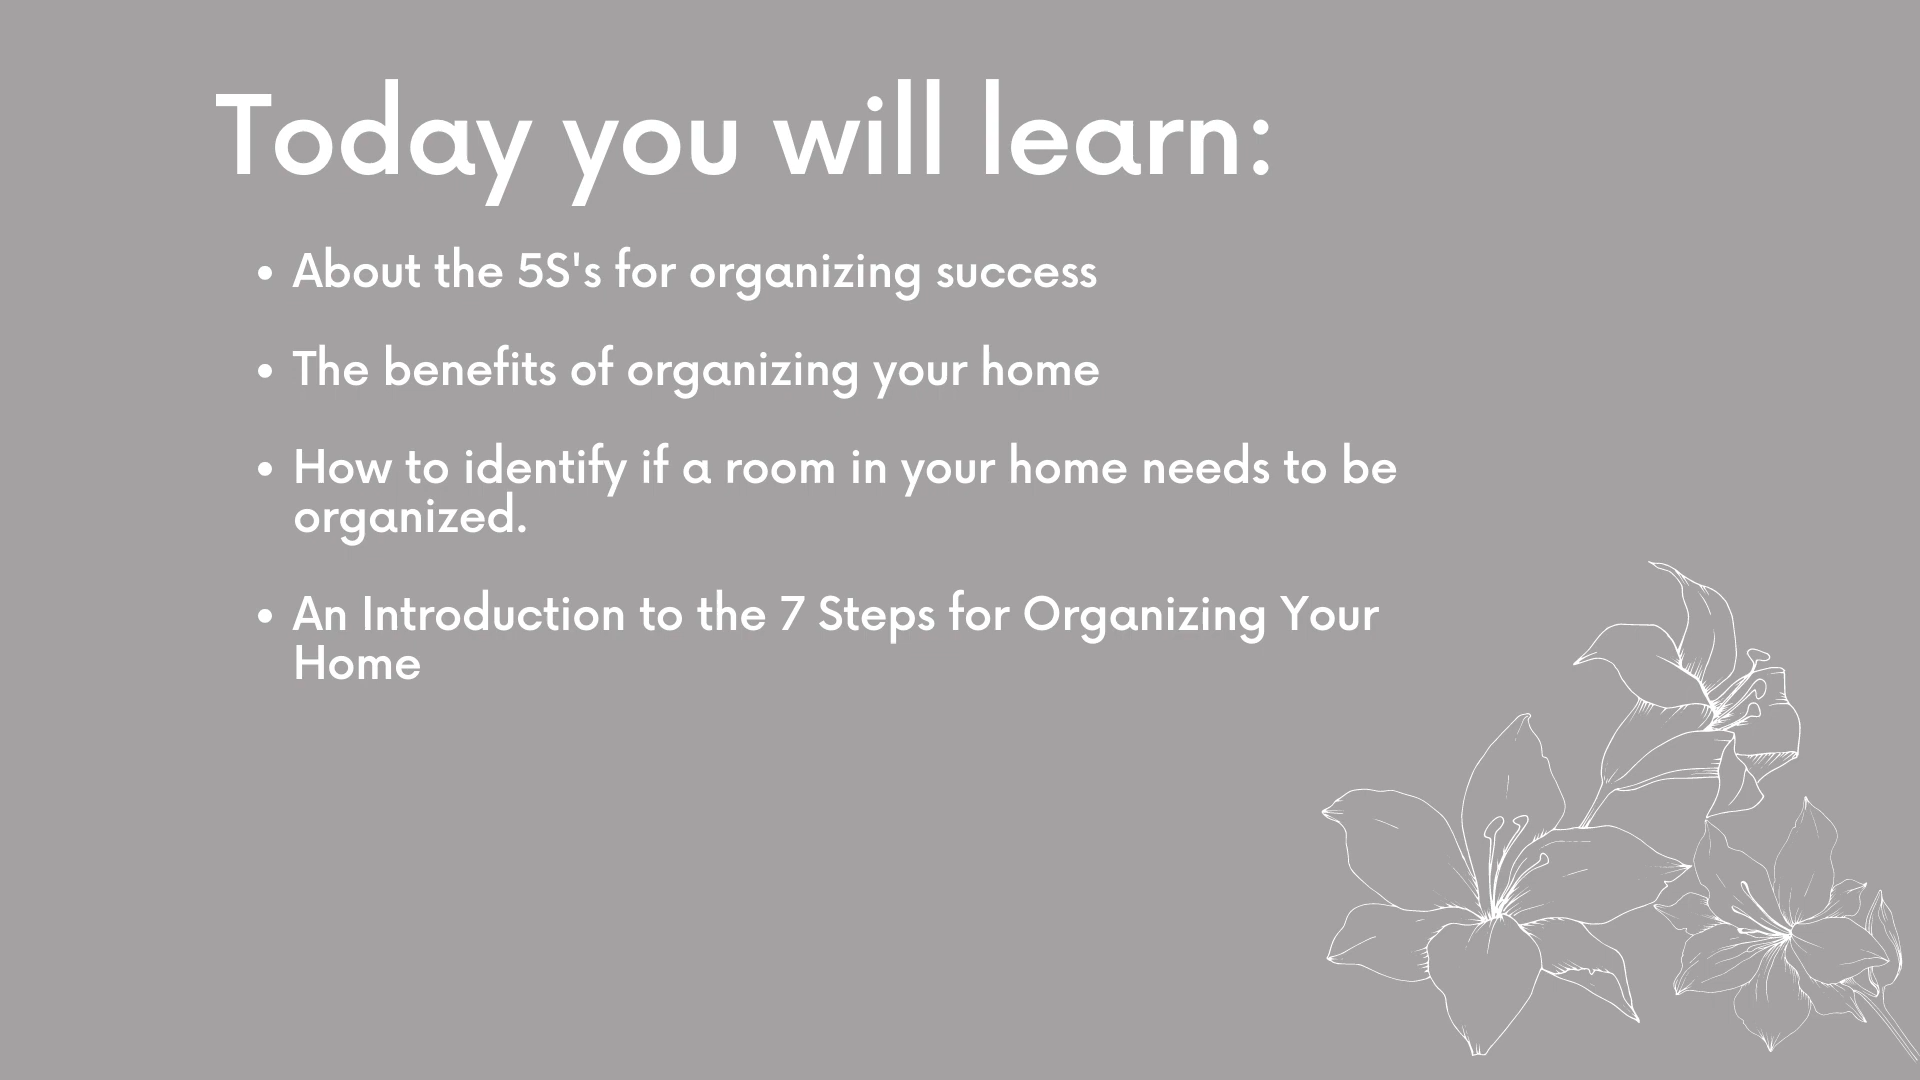 Today you will learn:
• About the 5S's for organizing success
• The benefits of organizing your home
• How to identify if a room in your home needs to be
organized.
• An Introduction to the 7 Steps for Organizing Your
Home